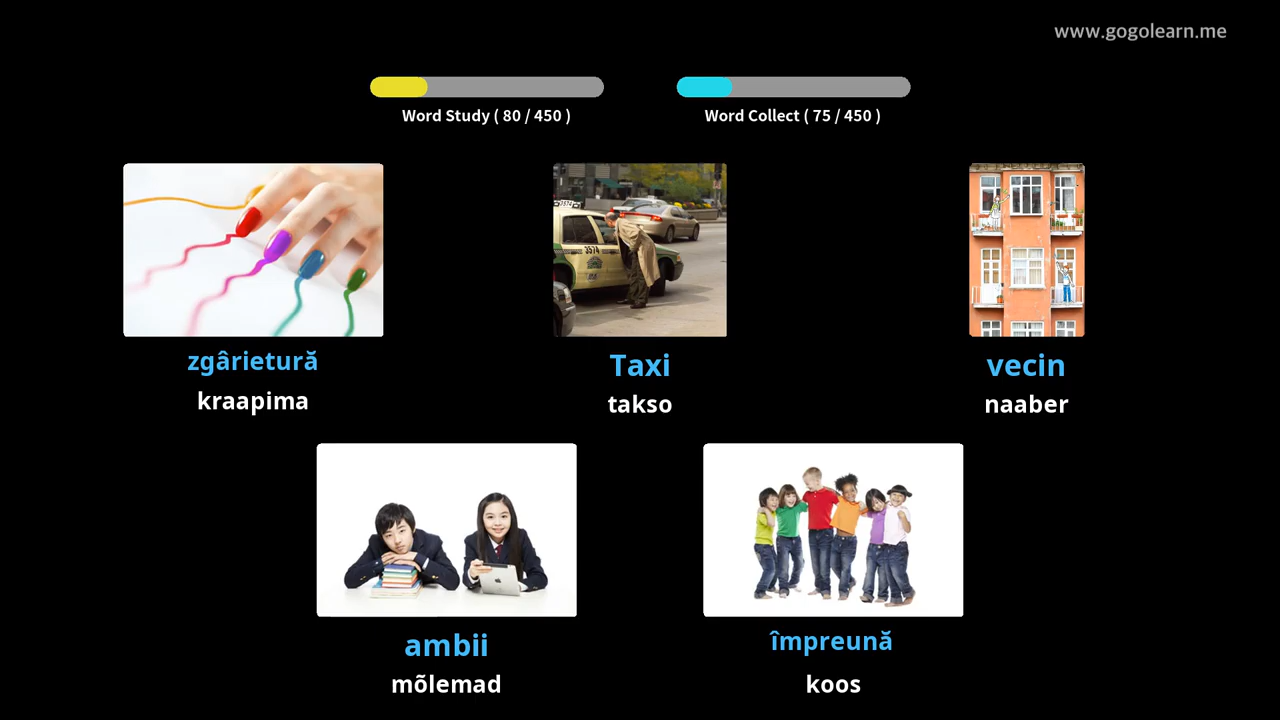 www.gogolearn.me
Word Study ( 80 / 450 )
Word Collect ( 75 / 450 )
3574
zgârietură
Taxi
vecin
kraapima
takso
naaber
ambii
împreună
mõlemad
koos